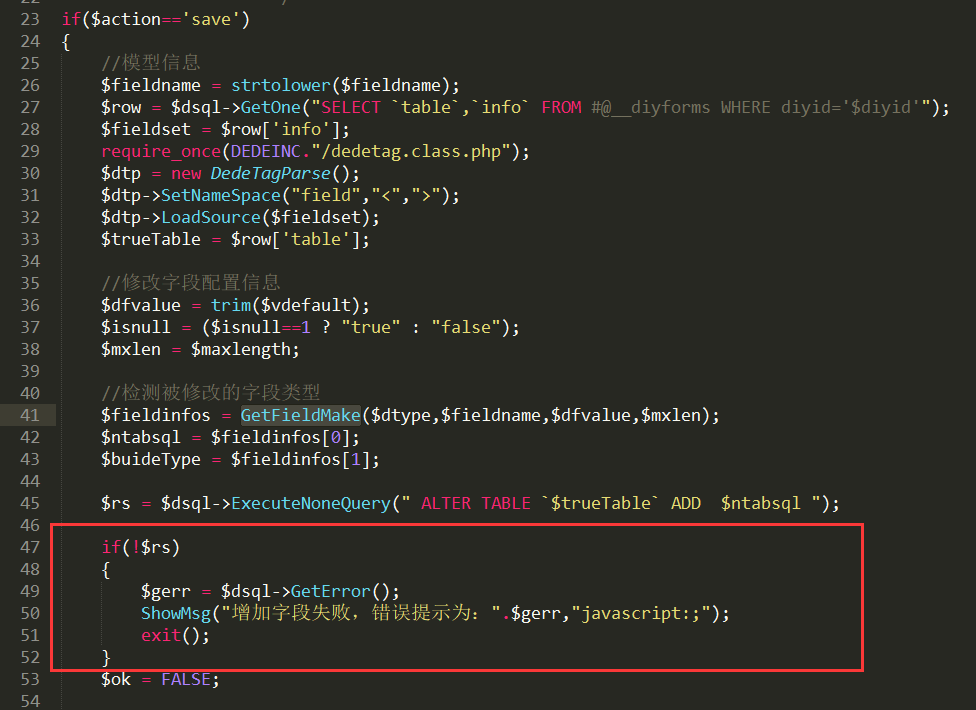 22
23 if($action=='save')
24 {
25 //模型信息
26 $fieldname = strtolower($fieldname);
27 $row = $dsql->GetOne("SELECT `table`,`info` FROM #@__diyforms WHERE diyid='$diyid'");
28 $fieldset = $row['info'];
29 require_once(DEDEINC."/dedetag.class.php");
30 $dtp = new DedeTagParse();
31 $dtp->SetNameSpace("field","<",">");
32 $dtp->LoadSource($fieldset);
33 $trueTable = $row['table'];
34
35 //修改字段配置信息
36 $dfvalue = trim($vdefault);
37 $isnull = ($isnull==1 ? "true" : "false");
38 $mxlen = $maxlength;
39
40 //检测被修改的字段类型
41 $fieldinfos = GetFieldMake($dtype,$fieldname,$dfvalue,$mxlen);
42 $ntabsql = $fieldinfos[0];
43 $buideType = $fieldinfos[1];
44
45 $rs = $dsql->ExecuteNoneQuery(" ALTER TABLE `$trueTable` ADD  $ntabsql ");
46
47 if(!$rs)
48 {
49 $gerr = $dsql->GetError();
50 ShowMsg("增加字段失败，错误提示为：".$gerr,"javascript:;");
51 exit();
52 }
53 $ok = FALSE;
54